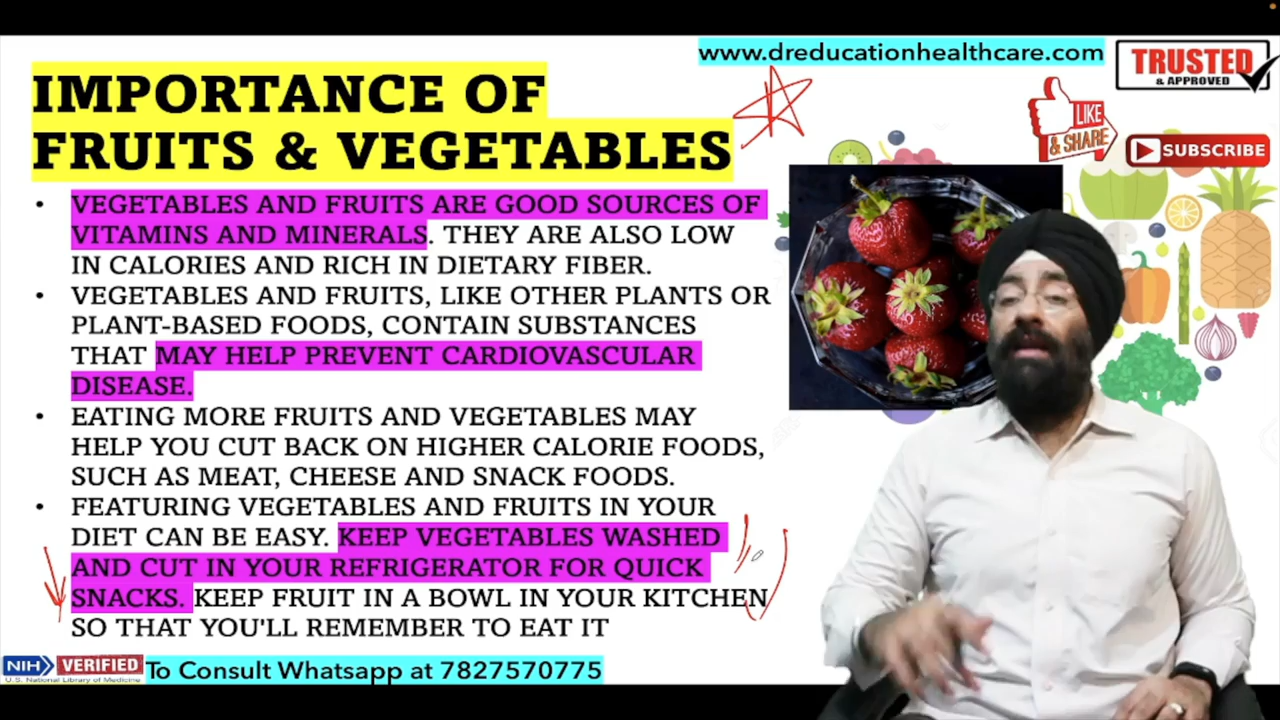 www.dreducationhealthcare.com
TRUSTED
& APPROVED
IMPORTANCE OF
FRUITS & VEGETABLES
LIKE
& SHARE
SUBSCRIBE
• VEGETABLES AND FRUITS ARE GOOD SOURCES OF
VITAMINS AND MINERALS. THEY ARE ALSO LOW
IN CALORIES AND RICH IN DIETARY FIBER.
• VEGETABLES AND FRUITS, LIKE OTHER PLANTS OR
PLANT-BASED FOODS, CONTAIN SUBSTANCES
THAT MAY HELP PREVENT CARDIOVASCULAR
DISEASE.
• EATING MORE FRUITS AND VEGETABLES MAY
HELP YOU CUT BACK ON HIGHER CALORIE FOODS,
SUCH AS MEAT, CHEESE AND SNACK FOODS.
• FEATURING VEGETABLES AND FRUITS IN YOUR
DIET CAN BE EASY. KEEP VEGETABLES WASHED
AND CUT IN YOUR REFRIGERATOR FOR QUICK
SNACKS. KEEP FRUIT IN A BOWL IN YOUR KITCHEN
SO THAT YOU'LL REMEMBER TO EAT IT
NIH VERIFIED
U.S. National Library of Medicine
To Consult Whatsapp at 7827570775